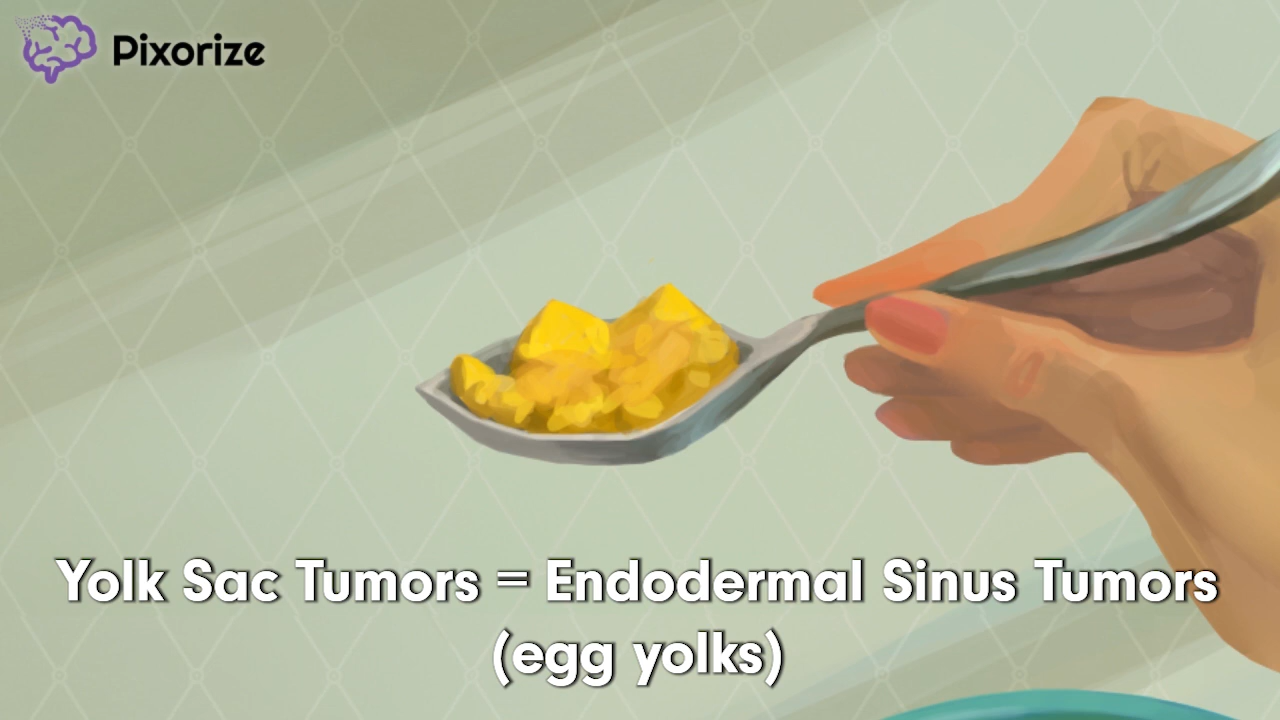 Pixorize
Yolk Sac Tumors = Endodermal Sinus Tumors
(egg yolks)